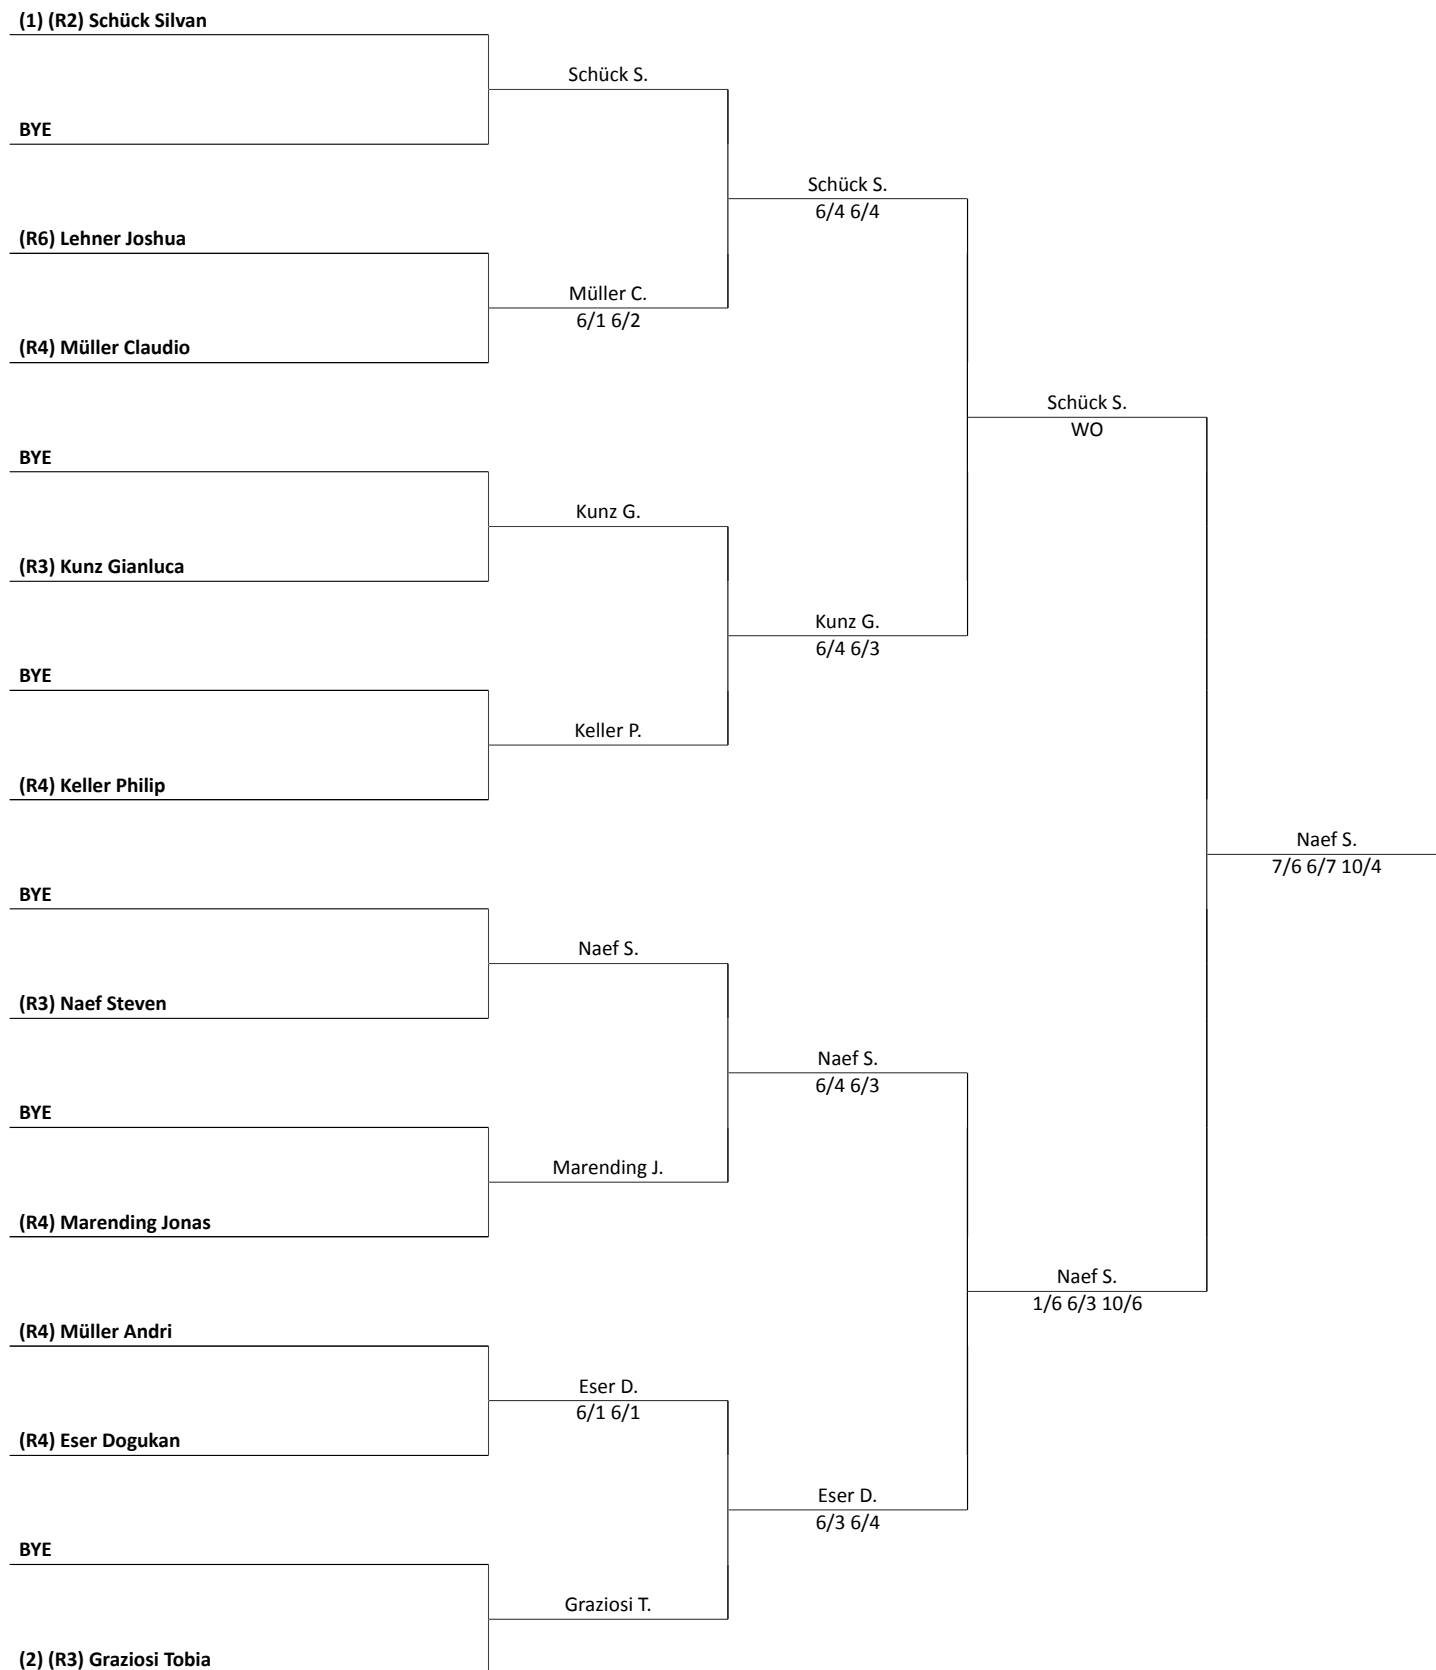 (1) (R2) Schück Silvan
Schück S.
BYE
Schück S.
6/4 6/4
(R6) Lehner Joshua
Müller C.
6/1 6/2
(R4) Müller Claudio
Schück S.
WO
BYE
Kunz G.
(R3) Kunz Gianluca
Kunz G.
6/4 6/3
BYE
Keller P.
(R4) Keller Philip
Naef S.
7/6 6/7 10/4
BYE
Naef S.
(R3) Naef Steven
Naef S.
6/4 6/3
BYE
Marending J.
(R4) Marending Jonas
Naef S.
1/6 6/3 10/6
(R4) Müller Andri
Eser D.
6/1 6/1
(R4) Eser Dogukan
Eser D.
6/3 6/4
BYE
Graziosi T.
(2) (R3) Graziosi Tobia